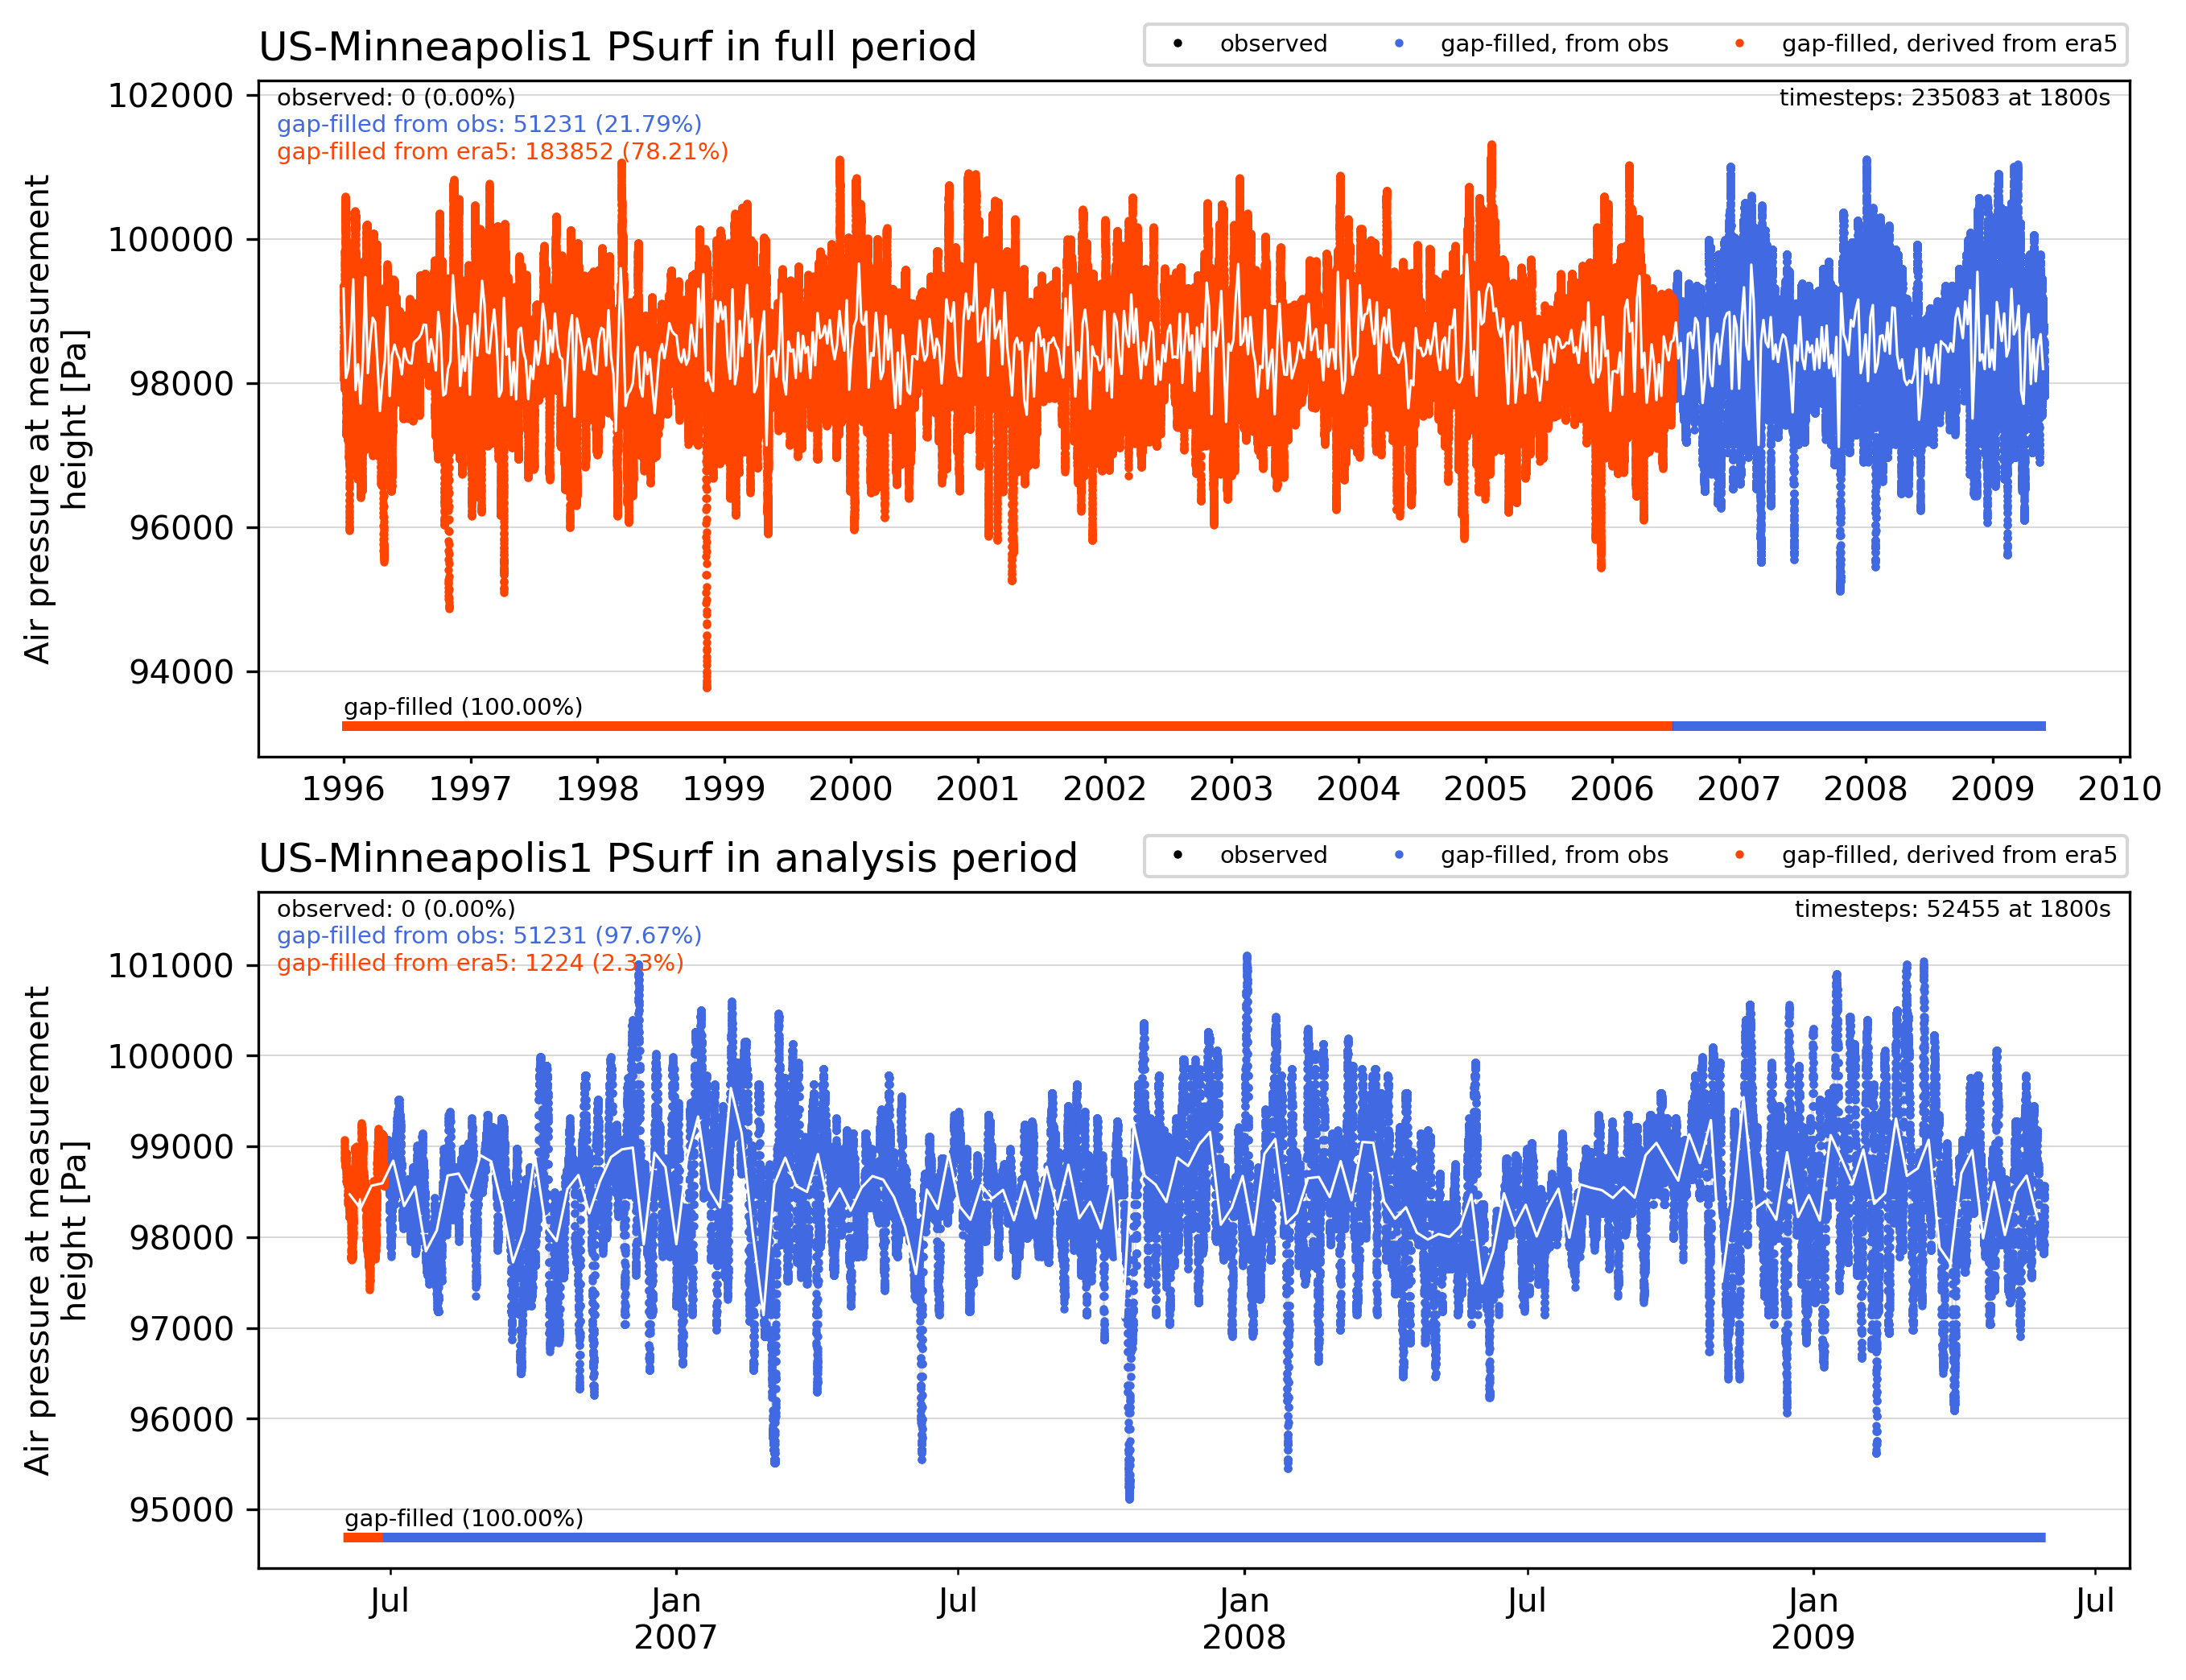 US-Minneapolis1 PSurf in full period
observed gap-filled, from obs gap-filled, derived from era5
observed: 0 (0.00%)
timesteps: 235083 at 1800s
gap-filled from obs: 51231 (21.79%)
gap-filled from era5: 183852 (78.21%)
Air pressure at measurement
height [Pa]
102000
100000
98000
96000
94000
gap-filled (100.00%)
1996 1997 1998 1999 2000 2001 2002 2003 2004 2005 2006 2007 2008 2009 2010
US-Minneapolis1 PSurf in analysis period
observed gap-filled, from obs gap-filled, derived from era5
observed: 0 (0.00%)
timesteps: 52455 at 1800s
gap-filled from obs: 51231 (97.67%)
gap-filled from era5: 1224 (2.33%)
Air pressure at measurement
height [Pa]
101000
100000
99000
98000
97000
96000
95000
gap-filled (100.00%)
Jul Jan Jul Jan Jul Jan Jul
2007 2008 2009